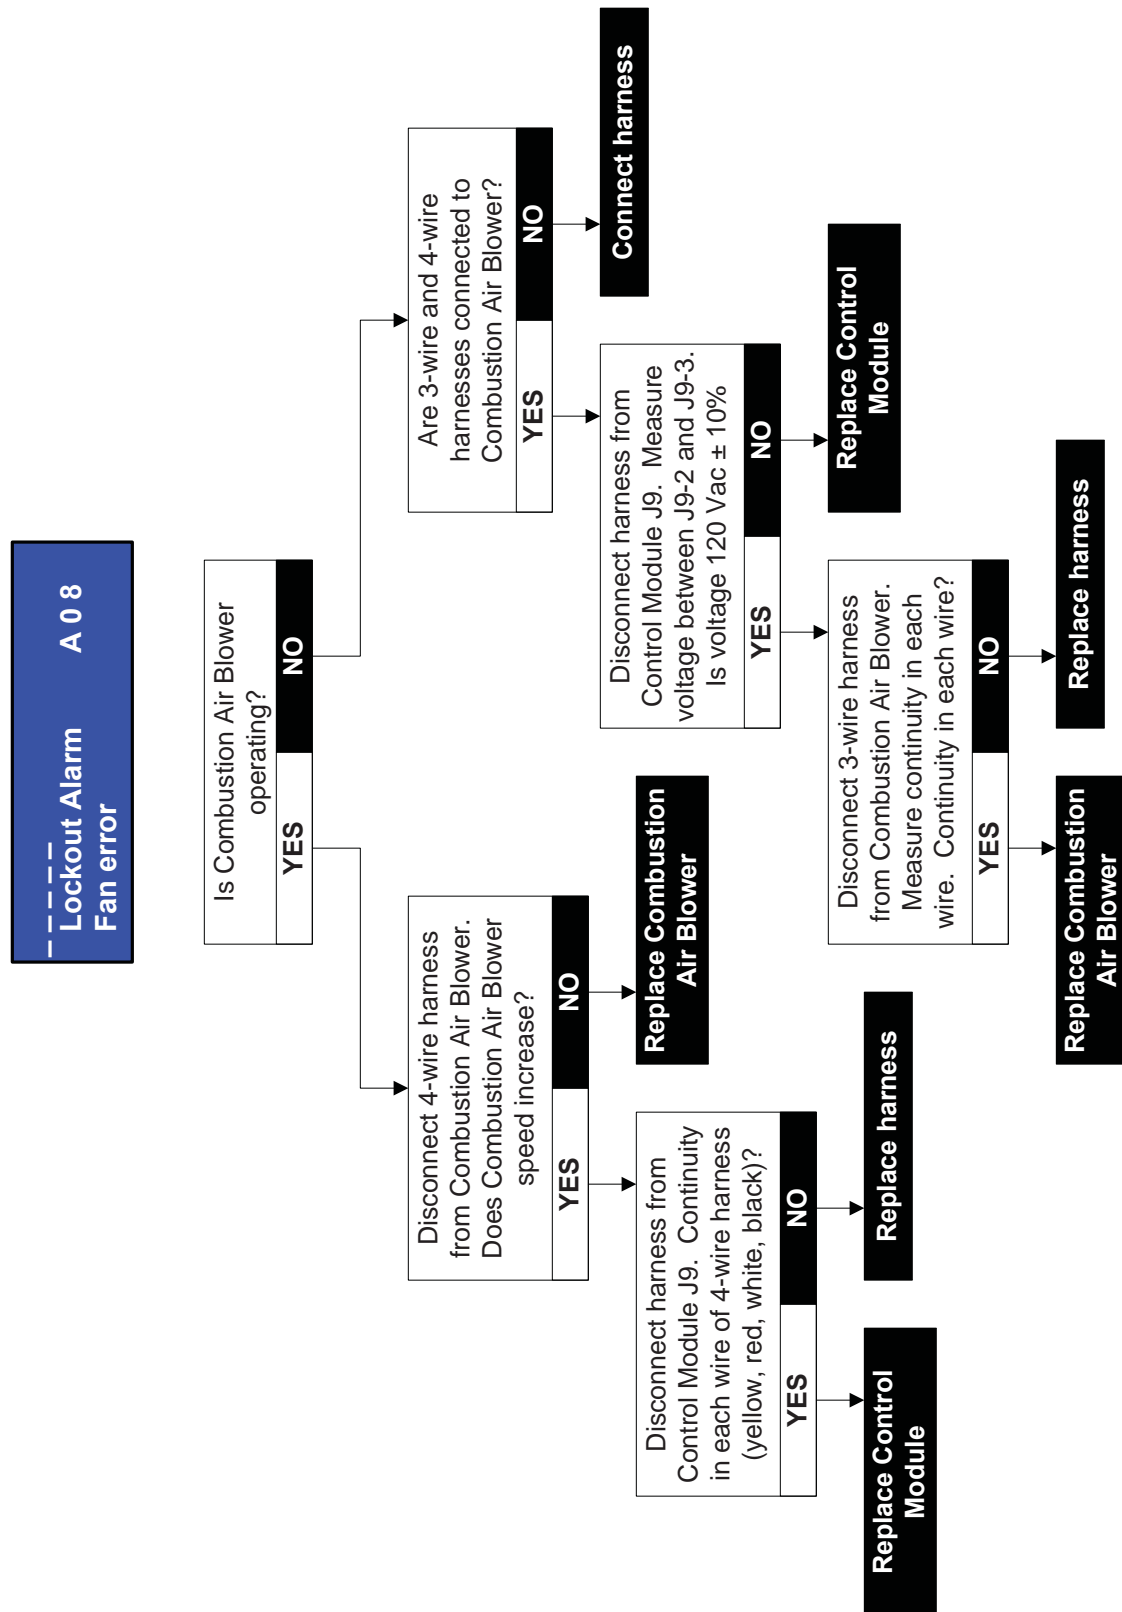 Lockout Alarm A 0 8
Fan error
Is Combustion Air Blower
operating?
YES
NO
Disconnect 4-wire harness
from Combustion Air Blower.
Does Combustion Air Blower
speed increase?
YES
NO
Are 3-wire and 4-wire
harnesses connected to
Combustion Air Blower?
YES
NO
Disconnect harness from
Control Module J9. Continuity
in each wire of 4-wire harness
(yellow, red, white, black)?
YES
NO
Replace Combustion
Air Blower
Disconnect harness from
Control Module J9. Measure
voltage between J9-2 and J9-3.
Is voltage 120 Vac ± 10%
YES
NO
Connect harness
Replace Control
Module
Replace harness
Disconnect 3-wire harness
from Combustion Air Blower.
Measure continuity in each
wire. Continuity in each wire?
YES
NO
Replace Control
Module
Replace Combustion
Air Blower
Replace harness